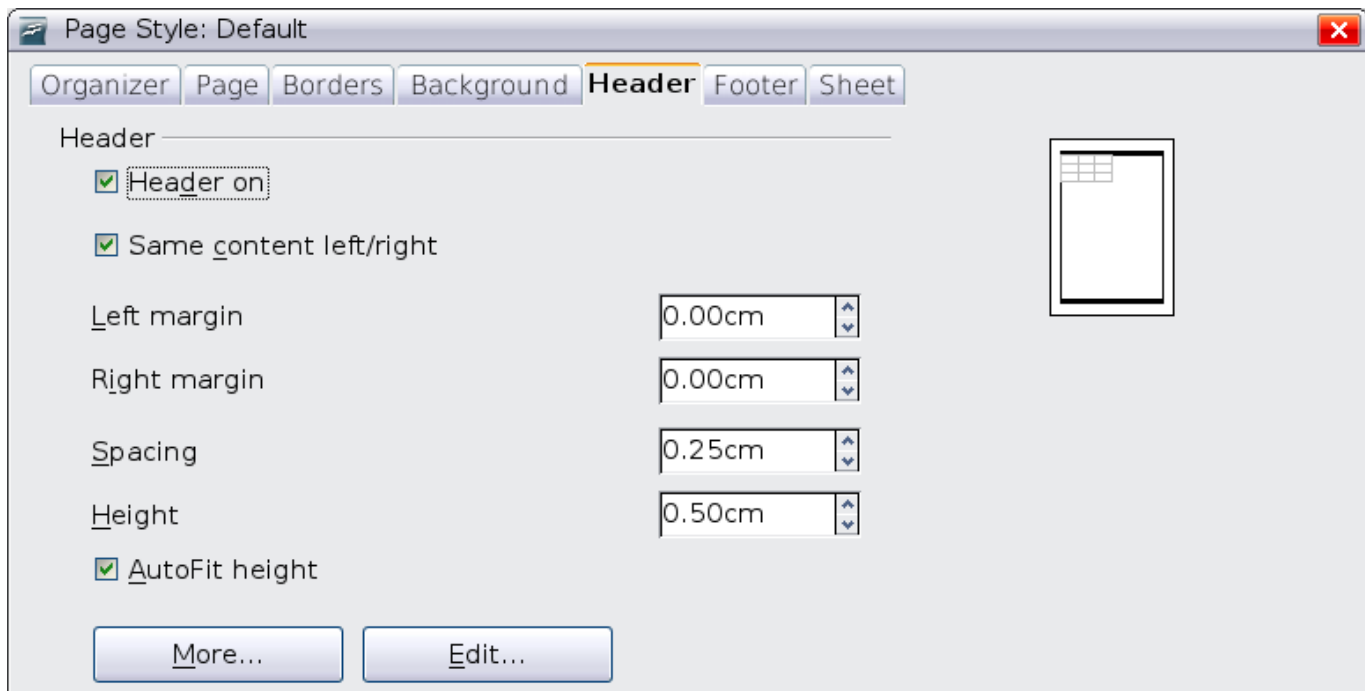 Page Style: Default
Organizer Page Borders Background Header Footer Sheet
Header
Header on
Same content left/right
Left margin 0.00cm
Right margin 0.00cm
Spacing 0.25cm
Height 0.50cm
AutoFit height
More... Edit...